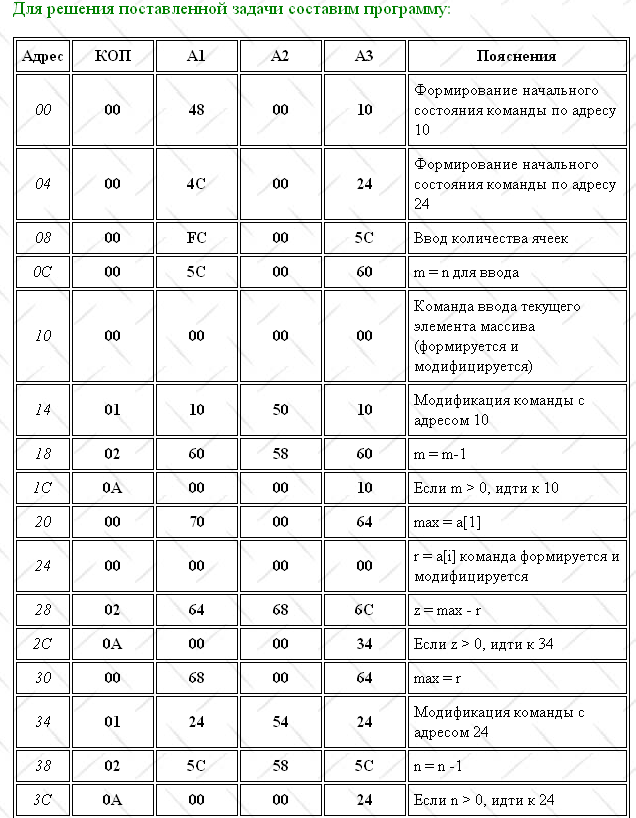 Для решения поставленной задачи составим программу:
Адрес КОП А1 А2 А3 Пояснения
00 00 48 00 10 Формирование начального
состояния команды по адресу
10
04 00 4C 00 24 Формирование начального
состояния команды по адресу
24
08 00 FC 00 5C Ввод количества ячеек
0C 00 5C 00 60 m = n для ввода
10 00 00 00 00 Команда ввода текущего
элемента массива
(формируется и
модифицируется)
14 01 10 50 10 Модификация команды с
адресом 10
18 02 60 58 60 m = m-1
1C 0A 00 00 10 Если m > 0, идти к 10
20 00 70 00 64 max = a[1]
24 00 00 00 00 r = a[i] команда формируется и
модифицируется
28 02 64 68 6C z = max - r
2C 0A 00 00 34 Если z > 0, идти к 34
30 00 68 00 64 max = r
34 01 24 54 24 Модификация команды с
адресом 24
38 02 5C 58 5C n = n -1
3C 0A 00 00 24 Если n > 0, идти к 24